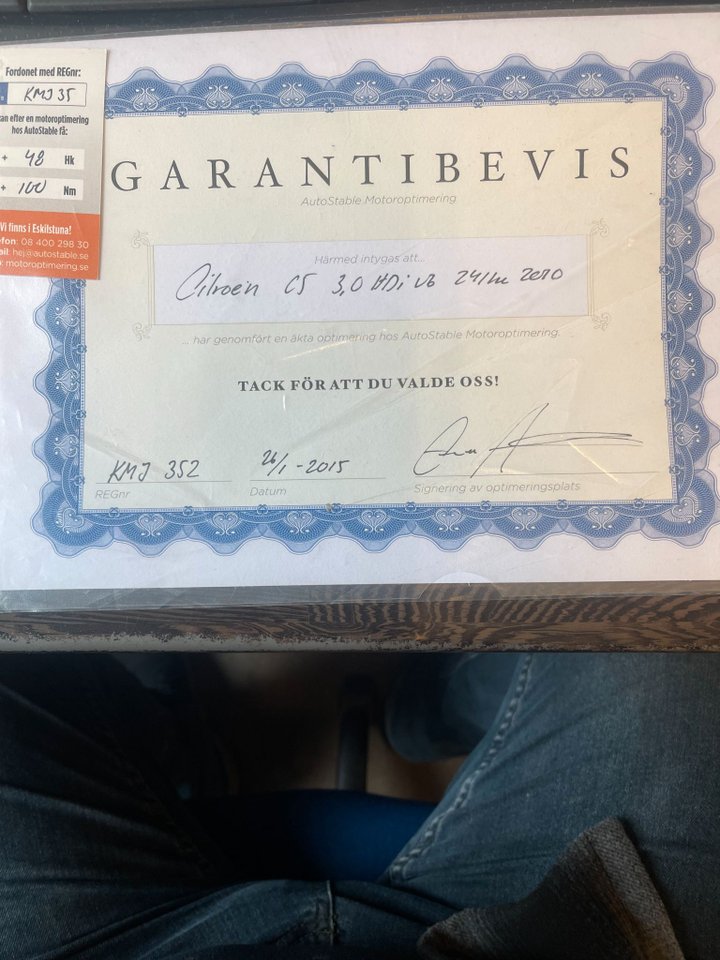 Fordonet med REGnr:
KMJ 35
kan efter en motoroptimering
hos AutoStable få:
+ 48 Hk
+ 100 Nm
Vi finns i Eskilstuna!
efon: 08 400 298 30
ail: hej@autostable.se
: motoroptimering.se
GARANTIBEVIS
AutoStable Motoroptimering
Härmed intygas att...
Citroen C5 3,0 HDi V6 241hk 2010
... har genomfört en äkta optimering hos AutoStable Motoroptimering.
TACK FÖR ATT DU VALDE OSS!
KMJ 352 26/1-2015
REGnr Datum Signering av optimeringsplats